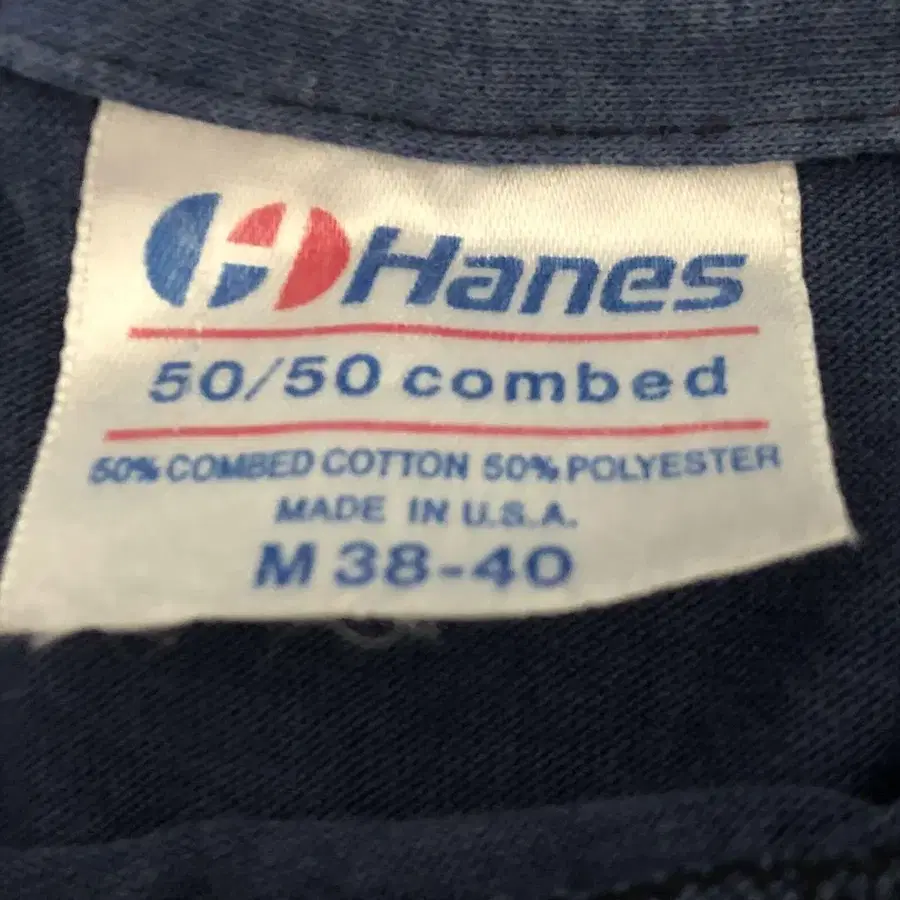 Hanes
50/50 combed
50% COMBED COTTON 50% POLYESTER
MADE IN U.S.A.
M 38-40